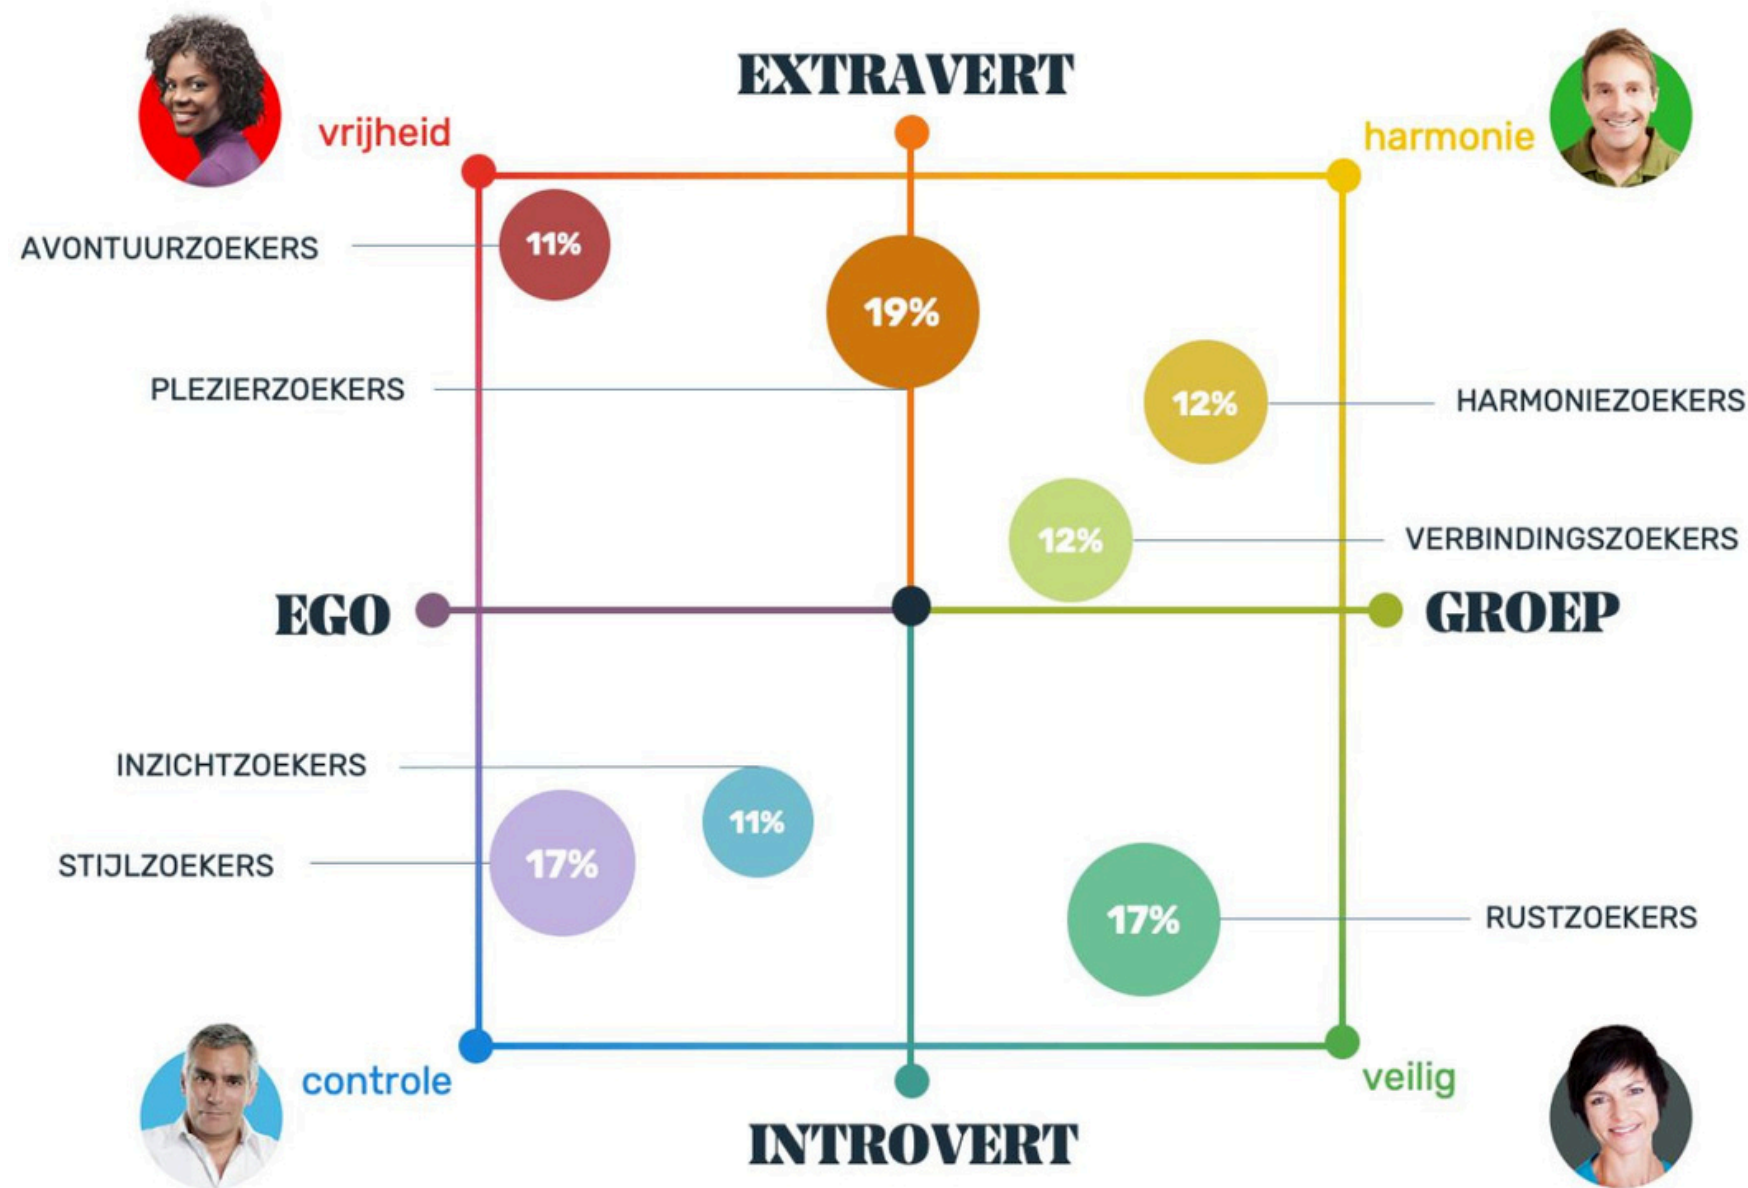 EXTRAVERT
vrijheid
harmonie
AVONTUURZOEKERS
11%
19%
PLEZIERZOEKERS
12%
HARMONIEZOEKERS
12%
VERBINDINGSZOEKERS
EGO
GROEP
INZICHTZOEKERS
11%
STIJLZOEKERS
17%
17%
RUSTZOEKERS
controle
veilig
INTROVERT